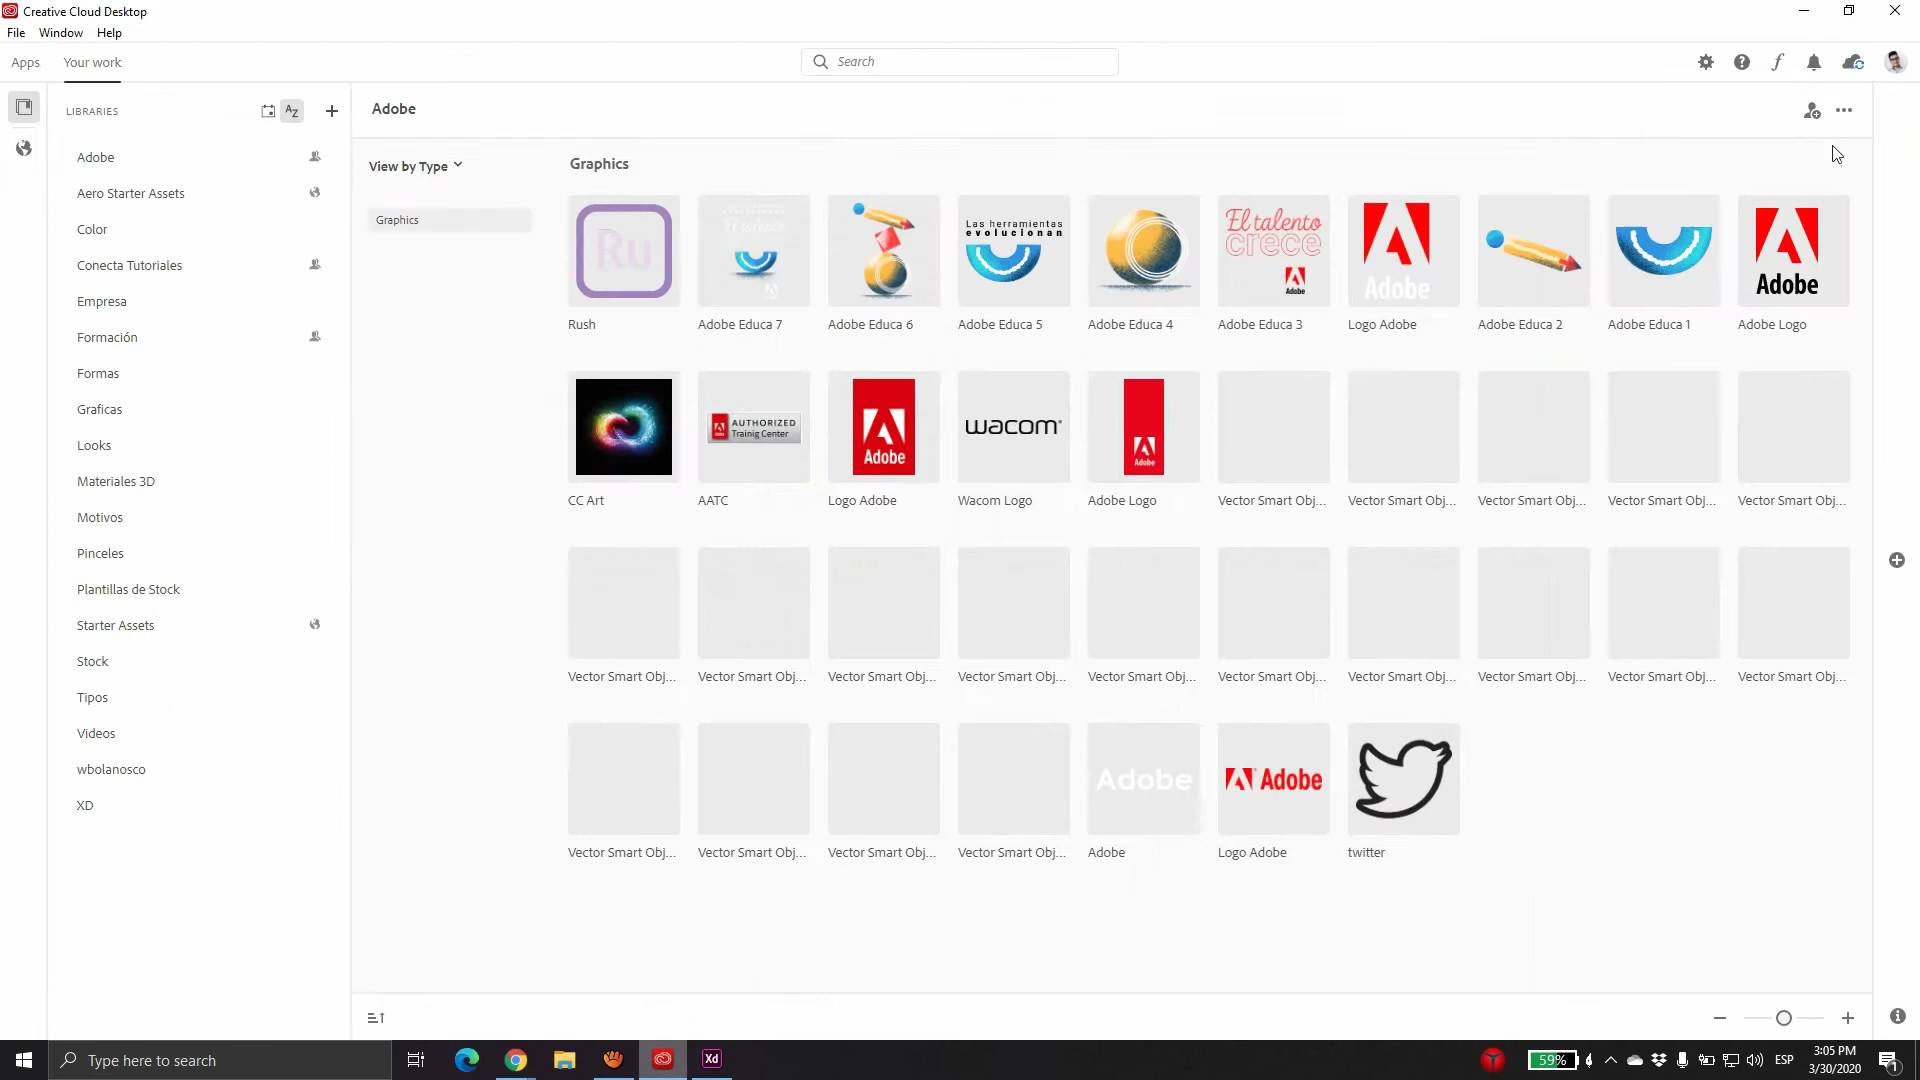 Creative Cloud Desktop
File Window Help
Apps Your work
Search
LIBRARIES
Adobe
Aero Starter Assets
Color
Conecta Tutoriales
Empresa
Formación
Formas
Graficas
Looks
Materiales 3D
Motivos
Pinceles
Plantillas de Stock
Starter Assets
Stock
Tipos
Videos
wbolanosco
XD
Adobe
View by Type
Graphics
Graphics
Ru
Las herramientas
evolucionan
El talento
crece
Adobe
Adobe
Adobe
Rush Adobe Educa 7 Adobe Educa 6 Adobe Educa 5 Adobe Educa 4 Adobe Educa 3 Logo Adobe Adobe Educa 2 Adobe Educa 1 Adobe Logo
AUTHORIZED
Trainig Center
Adobe
wacom
Adobe
CC Art AATC Logo Adobe Wacom Logo Adobe Logo Vector Smart Obj... Vector Smart Obj... Vector Smart Obj... Vector Smart Obj... Vector Smart Obj...
Vector Smart Obj... Vector Smart Obj... Vector Smart Obj... Vector Smart Obj... Vector Smart Obj... Vector Smart Obj... Vector Smart Obj... Vector Smart Obj... Vector Smart Obj... Vector Smart Obj...
Adobe
Adobe
Vector Smart Obj... Vector Smart Obj... Vector Smart Obj... Vector Smart Obj... Adobe Logo Adobe twitter
Type here to search
Xd
59%
ESP
3:05 PM
3/30/2020
1